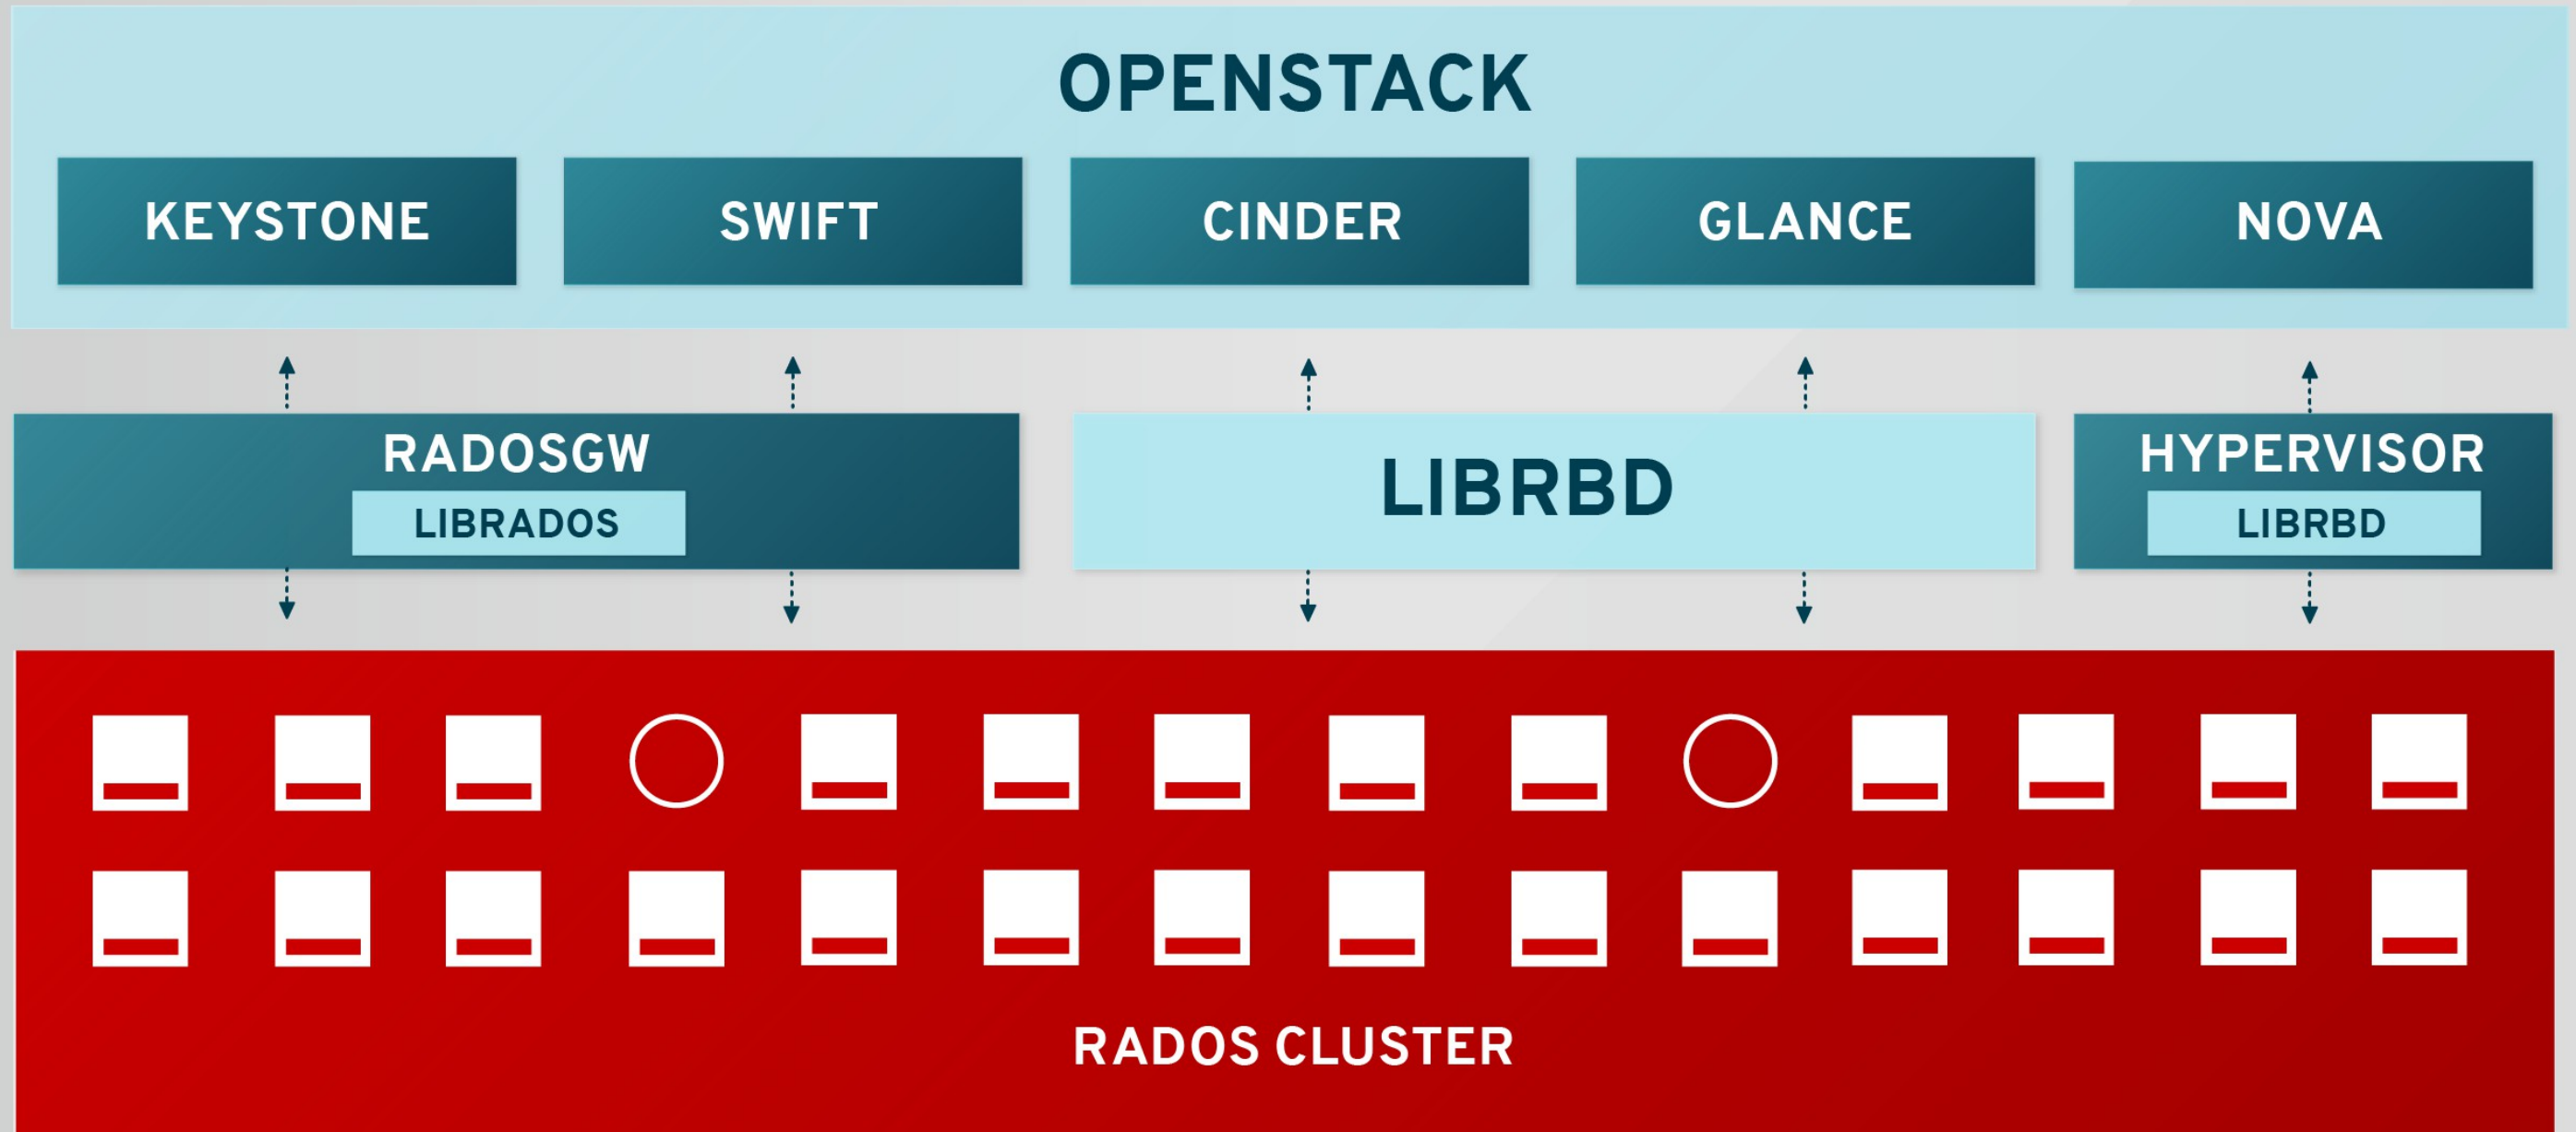 OPENSTACK
KEYSTONE
SWIFT
CINDER
GLANCE
NOVA
RADOSGW
LIBRADOS
LIBRBD
HYPERVISOR
LIBRBD
RADOS CLUSTER